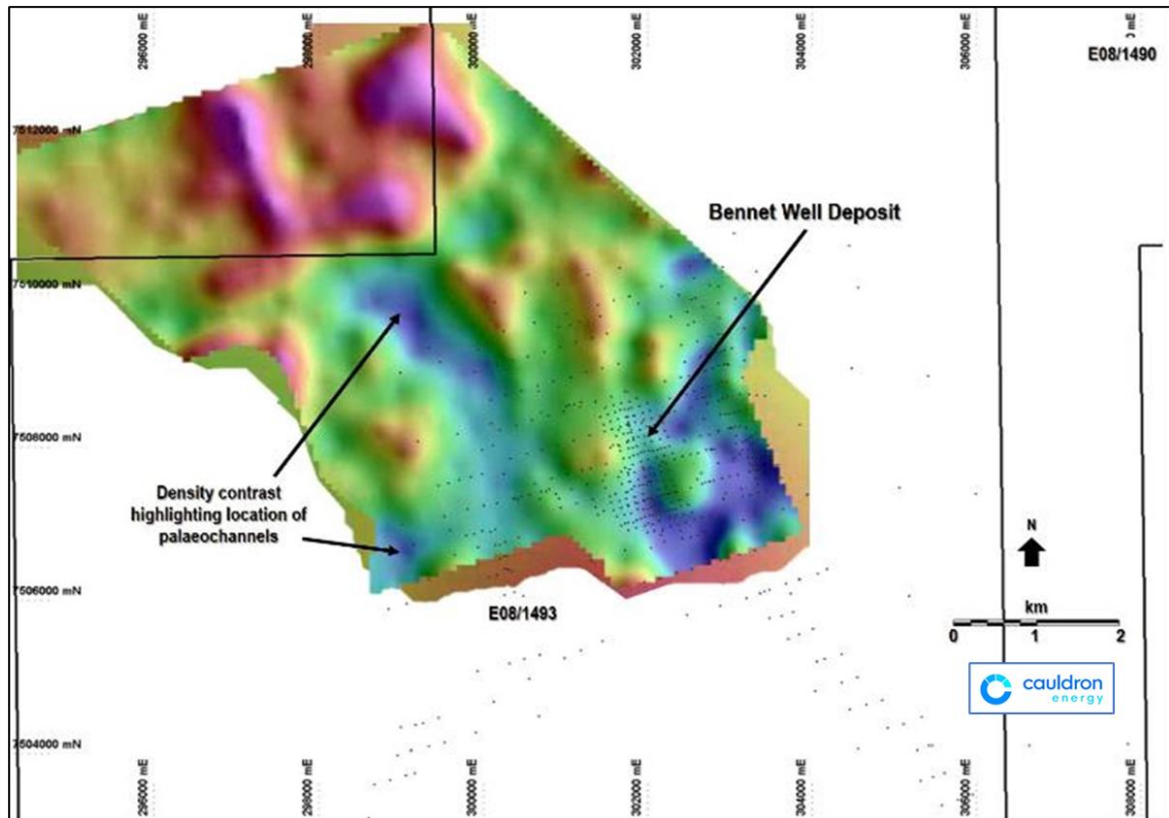 296000 mE
298000 mE
300000 mE
302000 mE
304000 mE
306000 mE
E08/1490
7512000 mN
Bennet Well Deposit
7510000 mN
7508000 mN
Density contrast
highlighting location of
palaeochannels
N
7506000 mN
E08/1493
km
0 1 2
cauldron
energy
7504000 mN
296000 mE
298000 mE
300000 mE
302000 mE
304000 mE
306000 mE
308000 mE